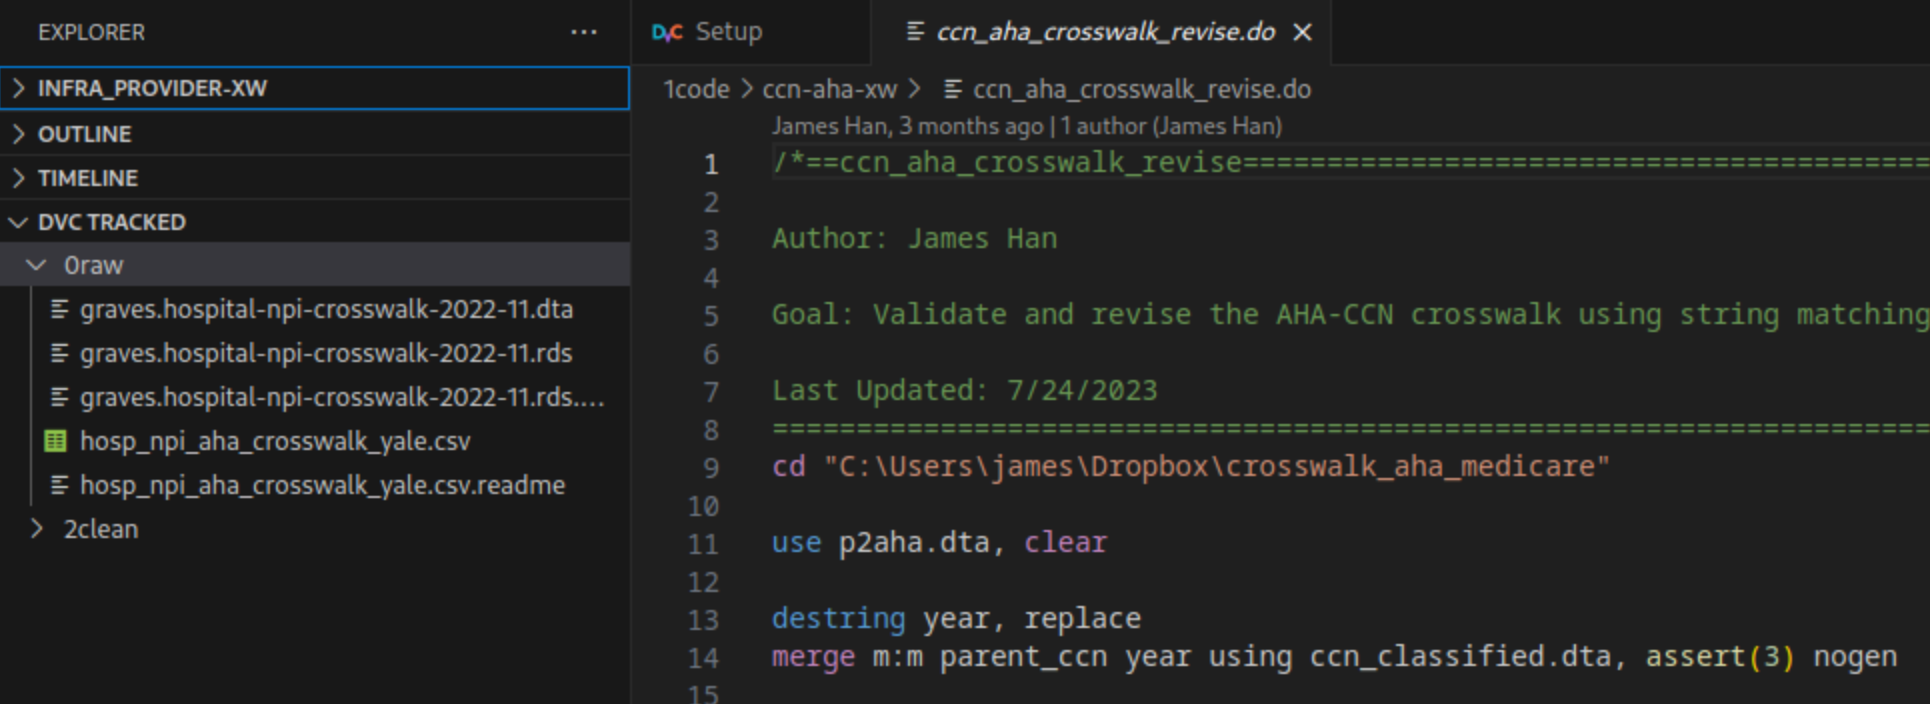 EXPLORER ...
INFRA_PROVIDER-XW
OUTLINE
TIMELINE
DVC TRACKED
0raw
graves.hospital-npi-crosswalk-2022-11.dta
graves.hospital-npi-crosswalk-2022-11.rds
graves.hospital-npi-crosswalk-2022-11.rds....
hosp_npi_aha_crosswalk_yale.csv
hosp_npi_aha_crosswalk_yale.csv.readme
2clean
DVC Setup
ccn_aha_crosswalk_revise.do
1code > ccn-aha-xw > ccn_aha_crosswalk_revise.do
James Han, 3 months ago | 1 author (James Han)
1 /*==ccn_aha_crosswalk_revise=========================================
2
3 Author: James Han
4
5 Goal: Validate and revise the AHA-CCN crosswalk using string matching
6
7 Last Updated: 7/24/2023
8 =====================================================================
9 cd "C:\Users\james\Dropbox\crosswalk_aha_medicare"
10
11 use p2aha.dta, clear
12
13 destring year, replace
14 merge m:m parent_ccn year using ccn_classified.dta, assert(3) nogen
15